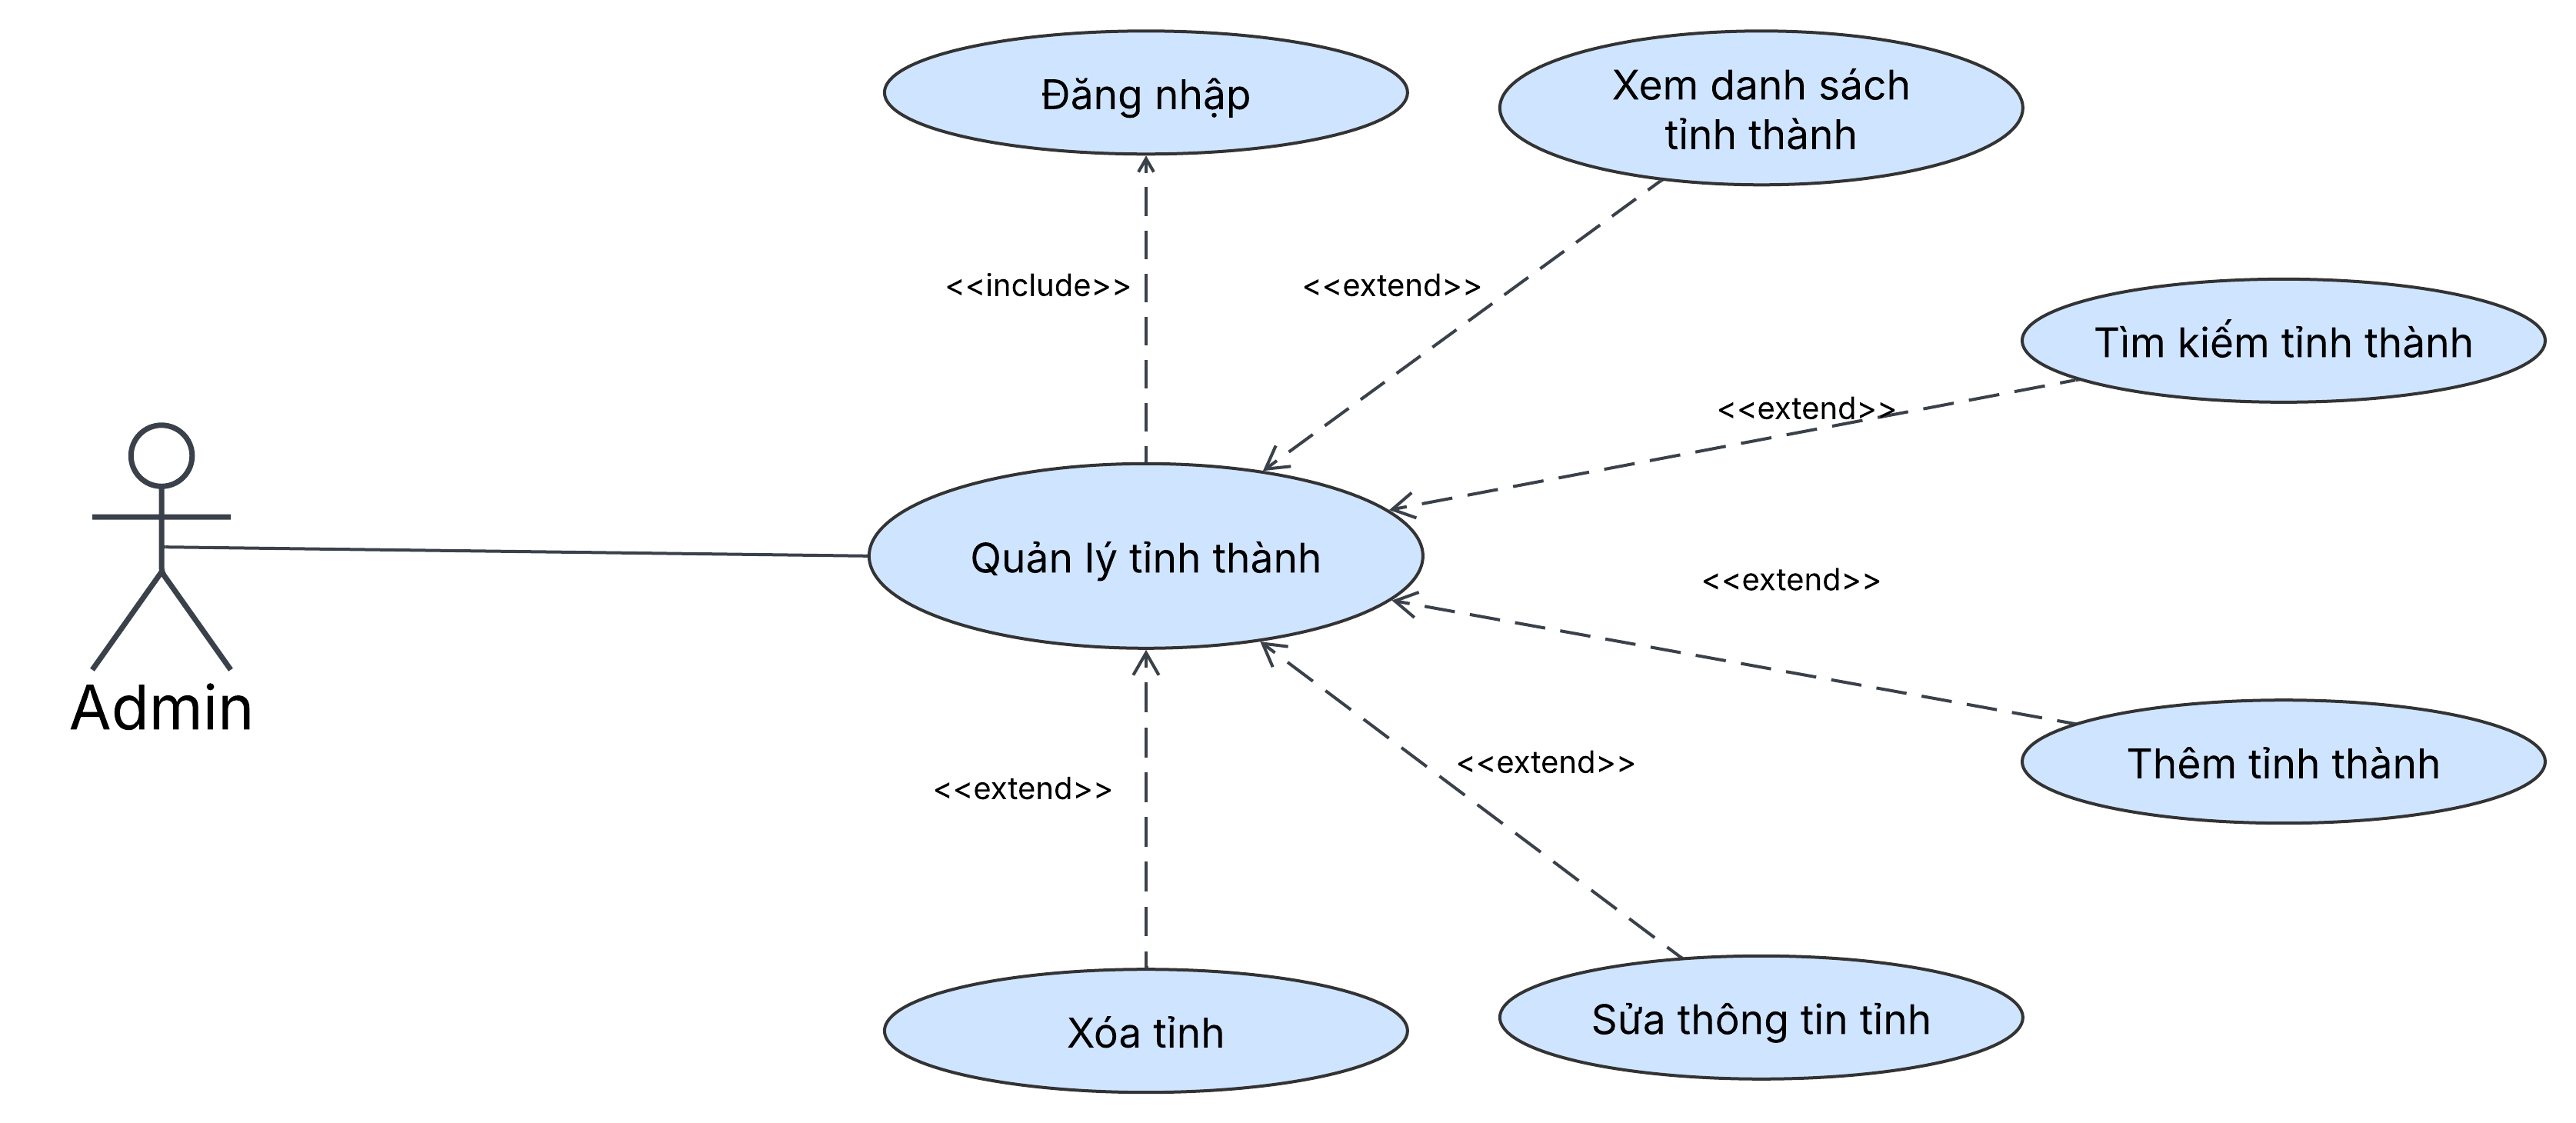 Đăng nhập
Xem danh sách
tỉnh thành
<<include>>
<<extend>>
Tìm kiếm tỉnh thành
<<extend>>
Quản lý tỉnh thành
<<extend>>
Admin
<<extend>>
<<extend>>
Thêm tỉnh thành
Xóa tỉnh
Sửa thông tin tỉnh